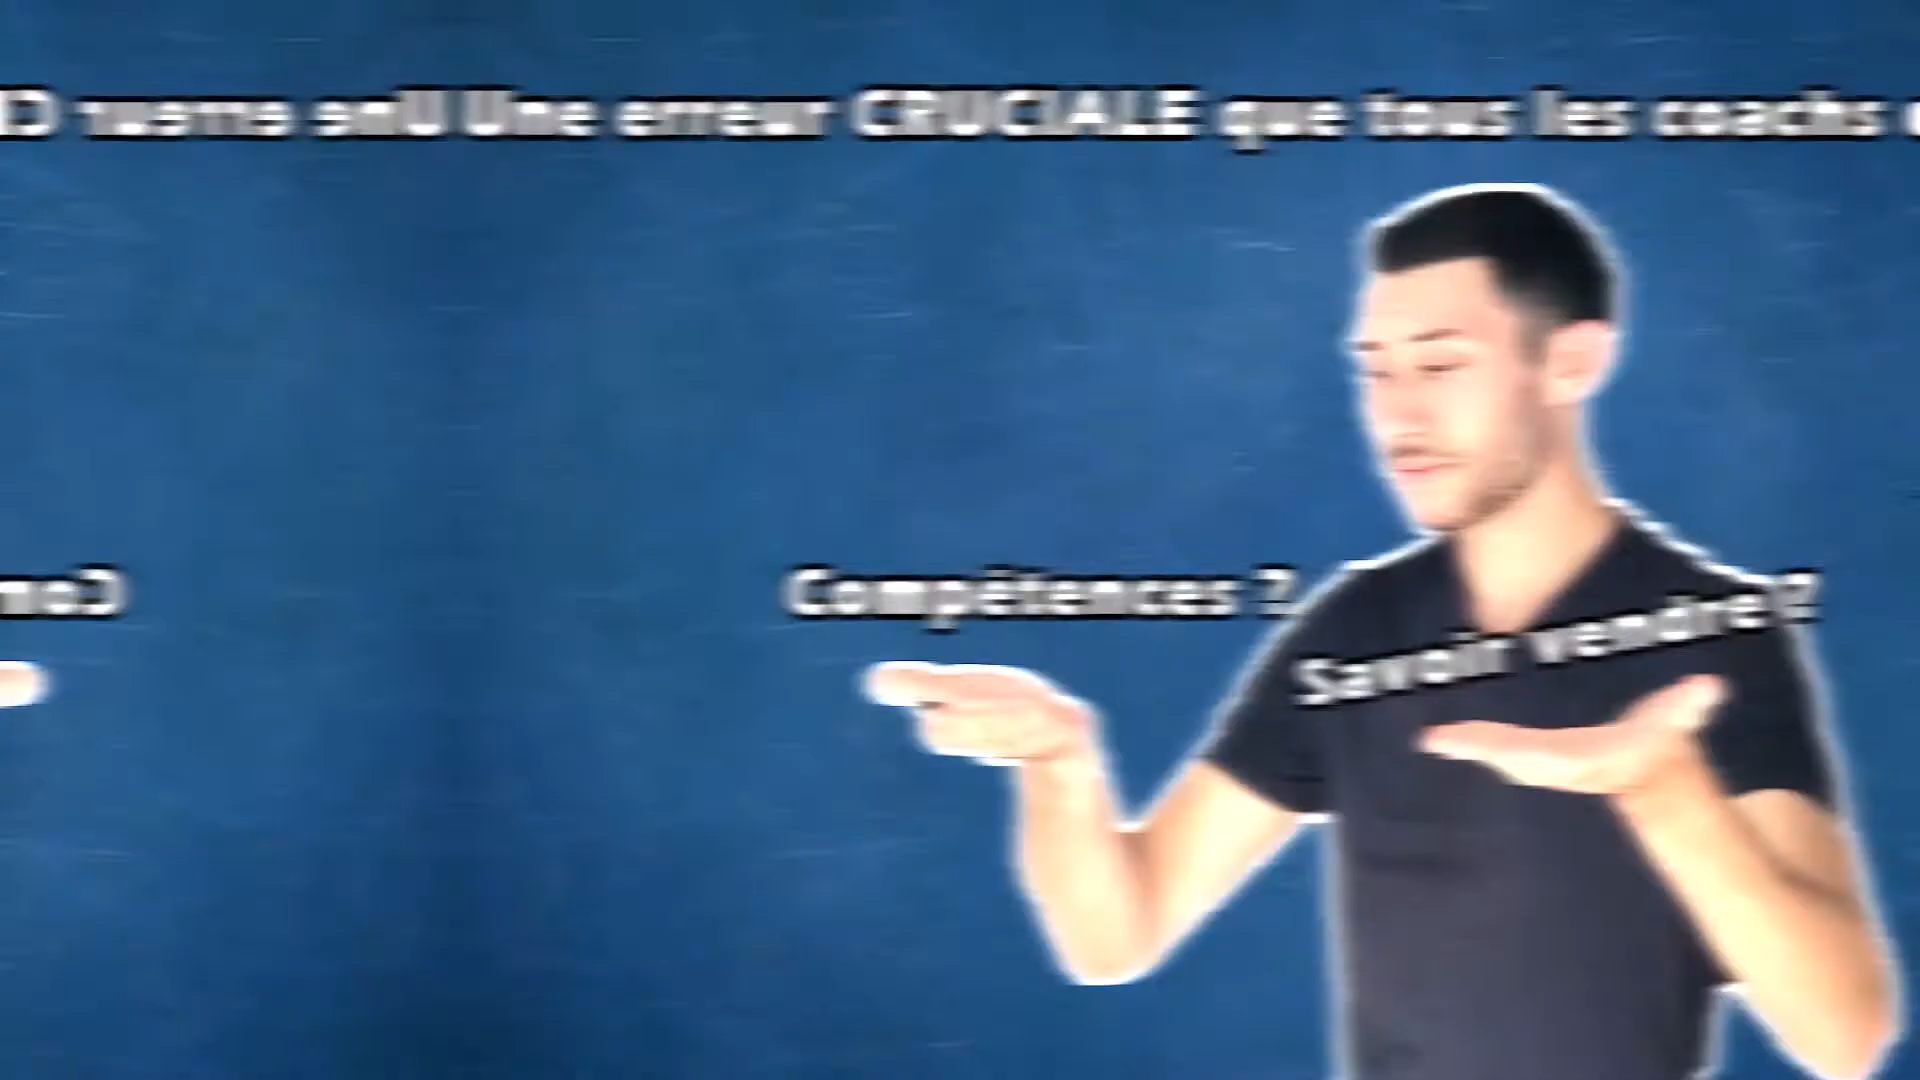 Une erreur CRUCIALE que tous les coachs
Compétences ?
Savoir vendre ?